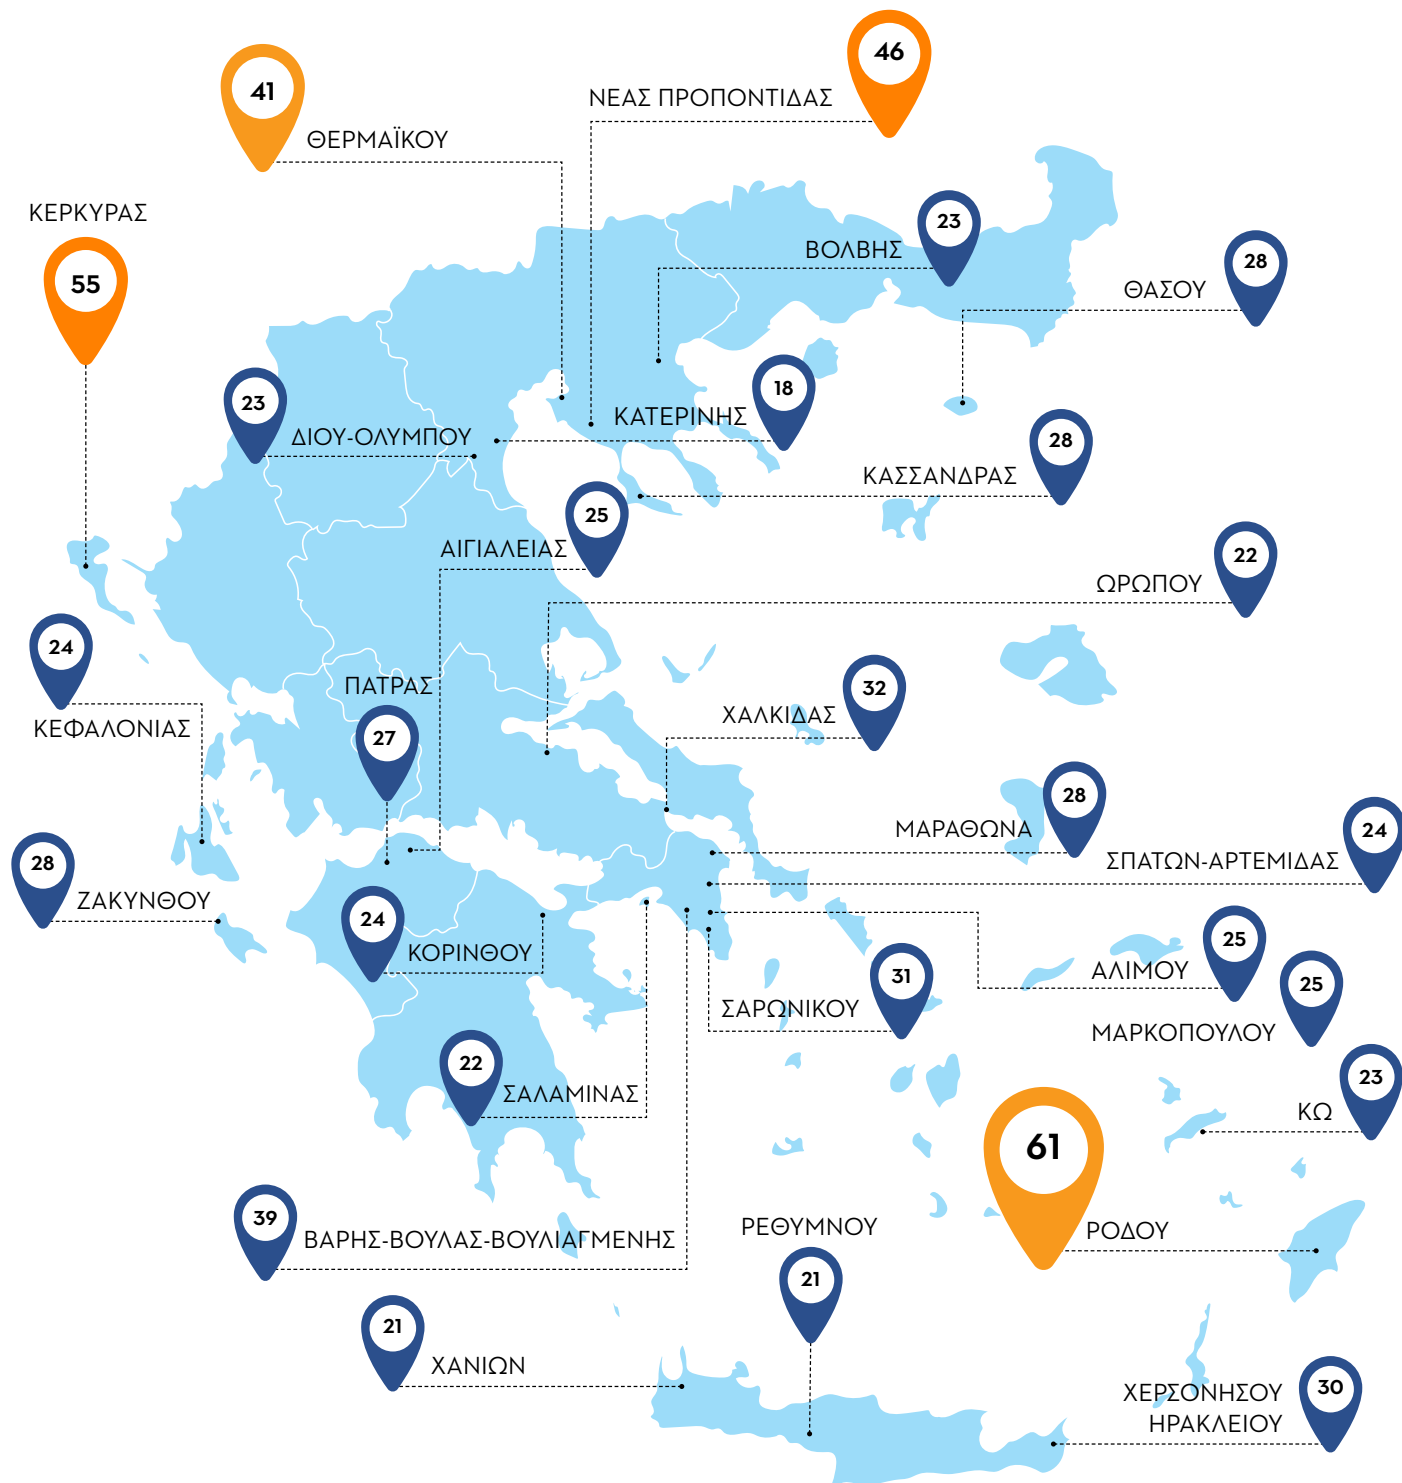 46
41
ΝΕΑΣ ΠΡΟΠΟΝΤΙΔΑΣ
ΘΕΡΜΑΪΚΟΥ
ΚΕΡΚΥΡΑΣ
55
23
ΒΟΛΒΗΣ
28
ΘΑΣΟΥ
23
ΔΙΟΥ-ΟΛΥΜΠΟΥ
18
ΚΑΤΕΡΙΝΗΣ
28
ΚΑΣΣΑΝΔΡΑΣ
25
ΑΙΓΙΑΛΕΙΑΣ
22
ΩΡΩΠΟΥ
24
ΚΕΦΑΛΟΝΙΑΣ
ΠΑΤΡΑΣ
27
32
ΧΑΛΚΙΔΑΣ
28
ΜΑΡΑΘΩΝΑ
24
ΣΠΑΤΩΝ-ΑΡΤΕΜΙΔΑΣ
28
ΖΑΚΥΝΘΟΥ
24
ΚΟΡΙΝΘΟΥ
25
ΑΛΙΜΟΥ
31
ΣΑΡΩΝΙΚΟΥ
25
ΜΑΡΚΟΠΟΥΛΟΥ
22
ΣΑΛΑΜΙΝΑΣ
23
ΚΩ
61
ΡΟΔΟΥ
39
ΒΑΡΗΣ-ΒΟΥΛΑΣ-ΒΟΥΛΙΑΓΜΕΝΗΣ
ΡΕΘΥΜΝΟΥ
21
21
ΧΑΝΙΩΝ
30
ΧΕΡΣΟΝΗΣΟΥ
ΗΡΑΚΛΕΙΟΥ